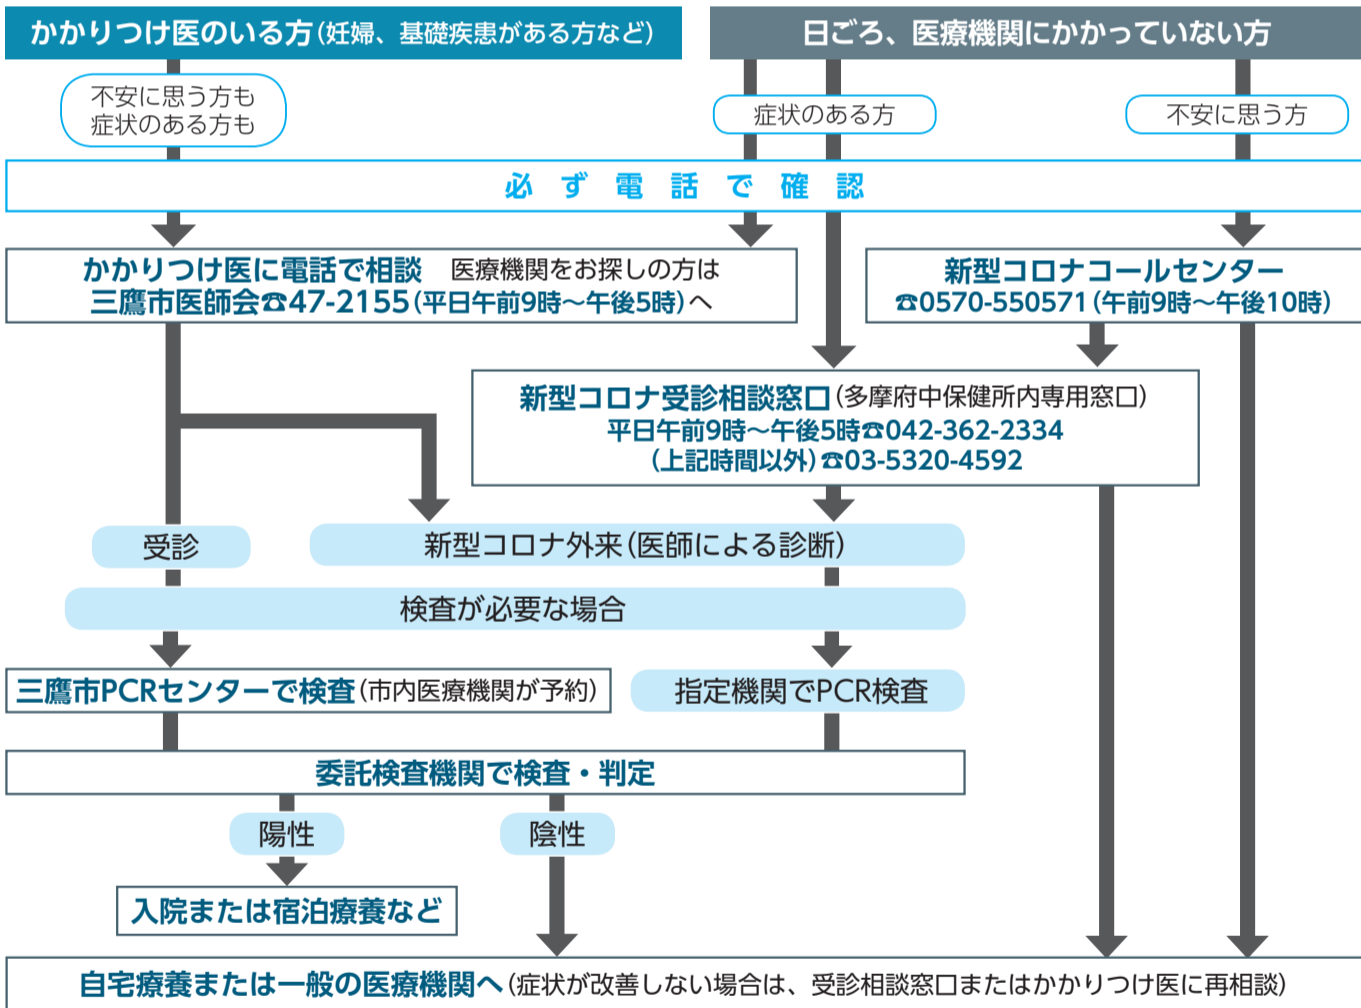 かかりつけ医のいる方(妊婦、基礎疾患がある方など)
日ごろ、医療機関にかかっていない方
不安に思う方も
症状のある方も
症状のある方
不安に思う方
必ず電話で確認
かかりつけ医に電話で相談 医療機関をお探しの方は
三鷹市医師会☎47-2155(平日午前9時～午後5時)へ
新型コロナコールセンター
☎0570-550571(午前9時～午後10時)
新型コロナ受診相談窓口(多摩府中保健所内専用窓口)
平日午前9時～午後5時☎042-362-2334
(上記時間以外)☎03-5320-4592
受診
新型コロナ外来(医師による診断)
検査が必要な場合
三鷹市PCRセンターで検査(市内医療機関が予約)
指定機関でPCR検査
委託検査機関で検査・判定
陽性
陰性
入院または宿泊療養など
自宅療養または一般の医療機関へ(症状が改善しない場合は、受診相談窓口またはかかりつけ医に再相談)